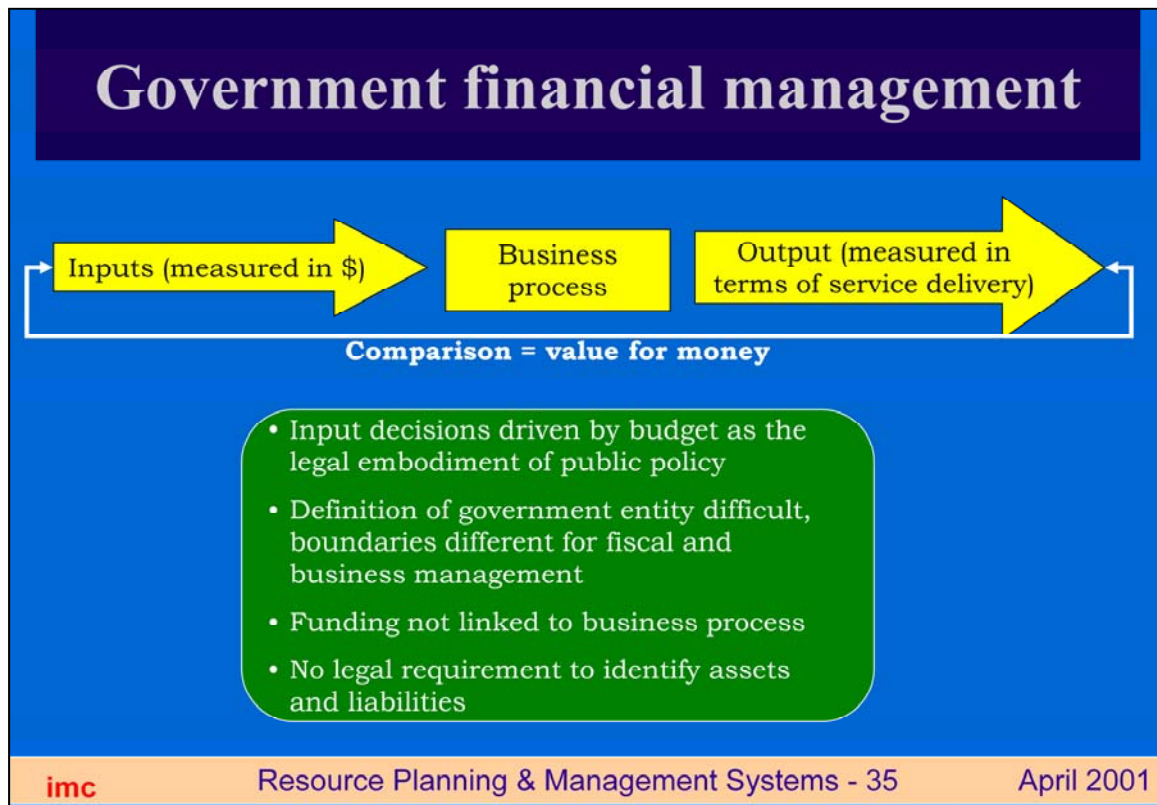 Government financial management
Inputs (measured in $)
Business
process
Output (measured in
terms of service delivery)
Comparison = value for money
• Input decisions driven by budget as the
legal embodiment of public policy
• Definition of government entity difficult,
boundaries different for fiscal and
business management
• Funding not linked to business process
• No legal requirement to identify assets
and liabilities
imc Resource Planning & Management Systems - 35 April 2001